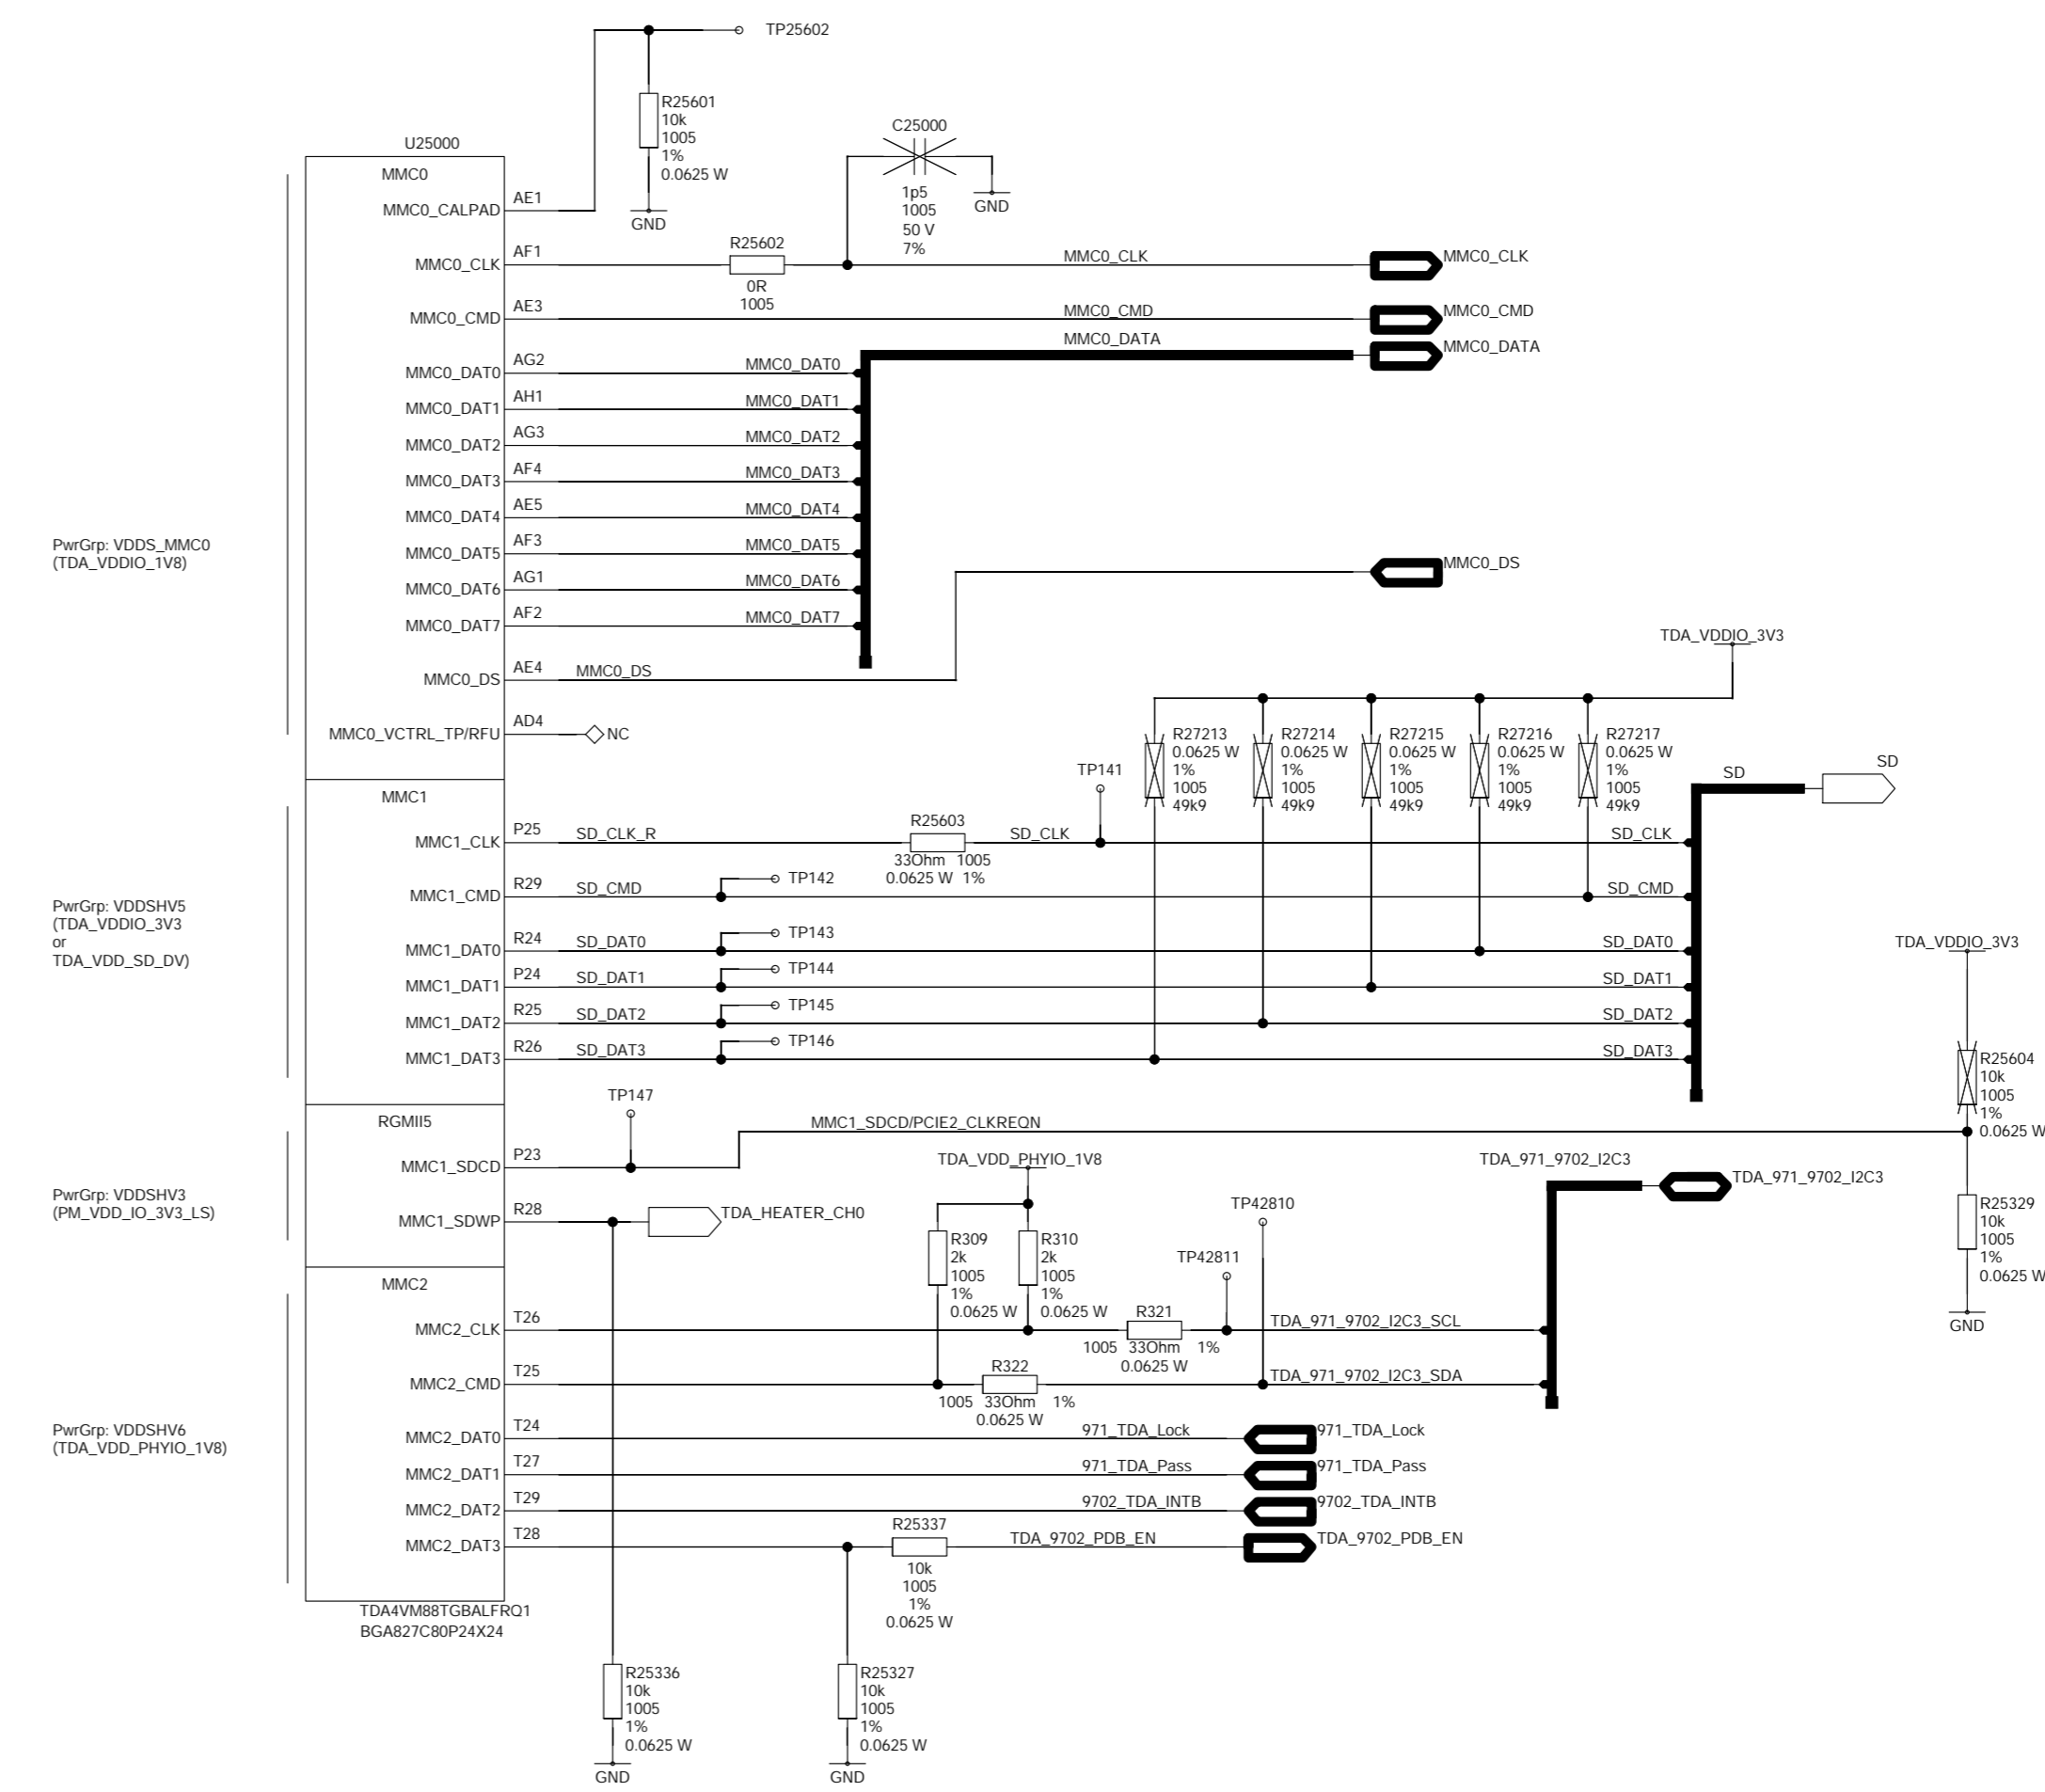 TP25602
R25601
10k
1005
1%
0.0625 W
GND
C25000
1p5
1005
50 V
7%
GND
U25000
MMC0
MMC0_CALPAD AE1
MMC0_CLK AF1
R25602
0R
1005
MMC0_CLK MMC0_CLK
MMC0_CMD AE3 MMC0_CMD MMC0_CMD
MMC0_DATA MMC0_DATA
MMC0_DAT0 AG2 MMC0_DAT0
MMC0_DAT1 AH1 MMC0_DAT1
MMC0_DAT2 AG3 MMC0_DAT2
MMC0_DAT3 AF4 MMC0_DAT3
MMC0_DAT4 AE5 MMC0_DAT4
MMC0_DAT5 AF3 MMC0_DAT5
MMC0_DAT6 AG1 MMC0_DAT6
MMC0_DAT7 AF2 MMC0_DAT7
PwrGrp: VDDS_MMC0
(TDA_VDDIO_1V8)
MMC0_DS
MMC0_DS AE4 MMC0_DS
MMC0_VCTRL_TP/RFU AD4 NC
TDA_VDDIO_3V3
R27213
0.0625 W
1%
1005
49k9
R27214
0.0625 W
1%
1005
49k9
R27215
0.0625 W
1%
1005
49k9
R27216
0.0625 W
1%
1005
49k9
R27217
0.0625 W
1%
1005
49k9
SD SD
TP141
MMC1
MMC1_CLK P25 SD_CLK_R
R25603
33Ohm 1005
0.0625 W 1%
SD_CLK SD_CLK
MMC1_CMD R29 SD_CMD TP142 SD_CMD
MMC1_DAT0 R24 SD_DAT0 TP143 SD_DAT0
MMC1_DAT1 P24 SD_DAT1 TP144 SD_DAT1
MMC1_DAT2 R25 SD_DAT2 TP145 SD_DAT2
MMC1_DAT3 R26 SD_DAT3 TP146 SD_DAT3
PwrGrp: VDDSHV5
(TDA_VDDIO_3V3
or
TDA_VDD_SD_DV)
TDA_VDDIO_3V3
R25604
10k
1005
1%
0.0625 W
R25329
10k
1005
1%
0.0625 W
GND
RGMII5
TP147
MMC1_SDCD/PCIE2_CLKREQN
MMC1_SDCD P23
MMC1_SDWP R28 TDA_HEATER_CH0
PwrGrp: VDDSHV3
(PM_VDD_IO_3V3_LS)
TDA_VDD_PHYIO_1V8
R309
2k
1005
1%
0.0625 W
R310
2k
1005
1%
0.0625 W
TP42810
TP42811
TDA_971_9702_I2C3 TDA_971_9702_I2C3
MMC2
MMC2_CLK T26
R321
1005 33Ohm 1%
0.0625 W
TDA_971_9702_I2C3_SCL
MMC2_CMD T25
R322
1005 33Ohm 1%
0.0625 W
TDA_971_9702_I2C3_SDA
PwrGrp: VDDSHV6
(TDA_VDD_PHYIO_1V8)
MMC2_DAT0 T24 971_TDA_Lock 971_TDA_Lock
MMC2_DAT1 T27 971_TDA_Pass 971_TDA_Pass
MMC2_DAT2 T29 9702_TDA_INTB 9702_TDA_INTB
MMC2_DAT3 T28
R25337
10k
1005
1%
0.0625 W
TDA_9702_PDB_EN TDA_9702_PDB_EN
TDA4VM88TGBALFRQ1
BGA827C80P24X24
R25336
10k
1005
1%
0.0625 W
GND
R25327
10k
1005
1%
0.0625 W
GND